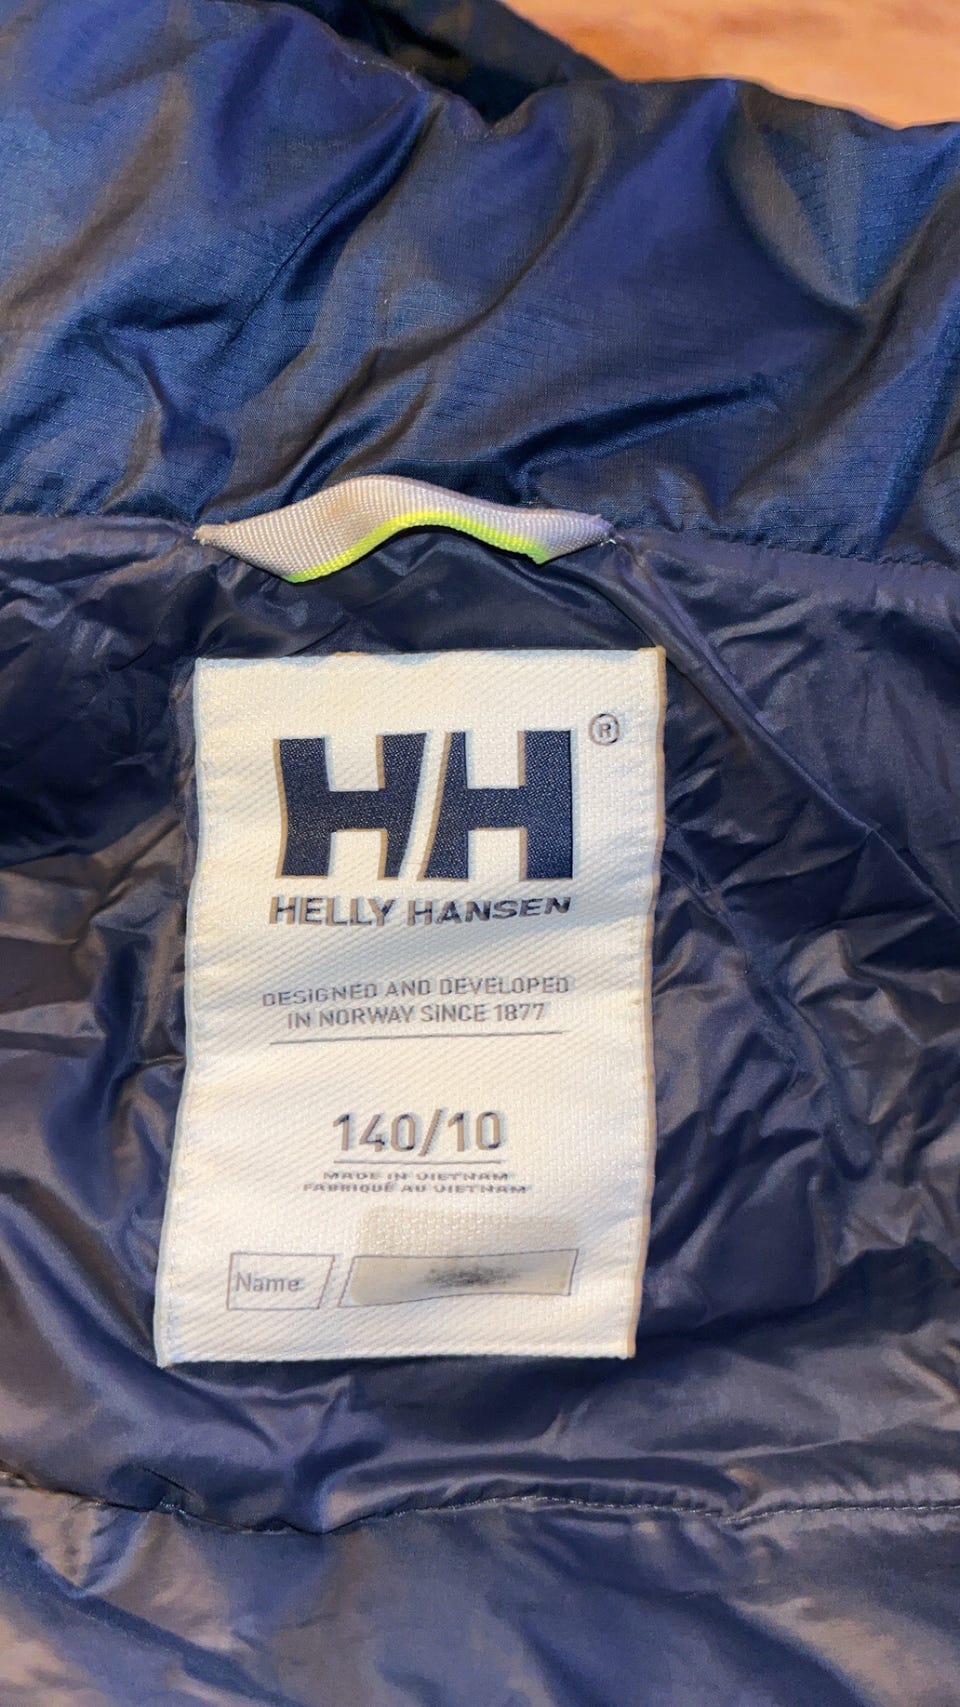 HH®
HELLY HANSEN
DESIGNED AND DEVELOPED
IN NORWAY SINCE 1877
140/10
MADE IN VIETNAM
FABRIQUÉ AU VIETNAM
Name